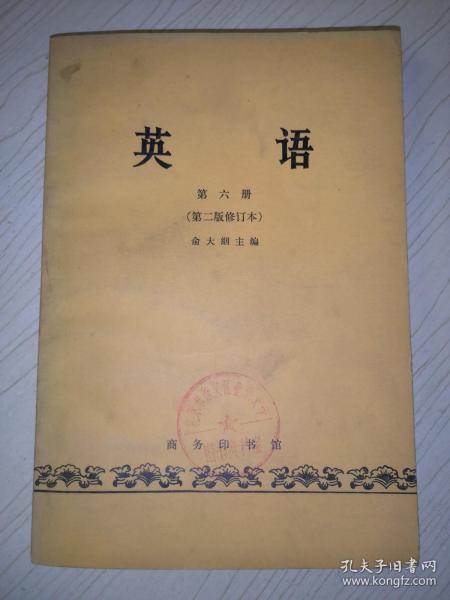 英 语
第六册
(第二版修订本)
俞大絪主编
商务印书馆
孔夫子旧书网
www.kongfz.com